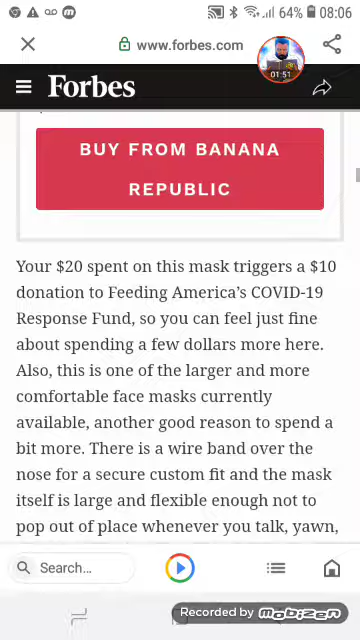 64% 08:06
www.forbes.com
01:51
Forbes
BUY FROM BANANA
REPUBLIC
Your $20 spent on this mask triggers a $10
donation to Feeding America's COVID-19
Response Fund, so you can feel just fine
about spending a few dollars more here.
Also, this is one of the larger and more
comfortable face masks currently
available, another good reason to spend a
bit more. There is a wire band over the
nose for a secure custom fit and the mask
itself is large and flexible enough not to
pop out of place whenever you talk, yawn,
Search...
Recorded by mobizen